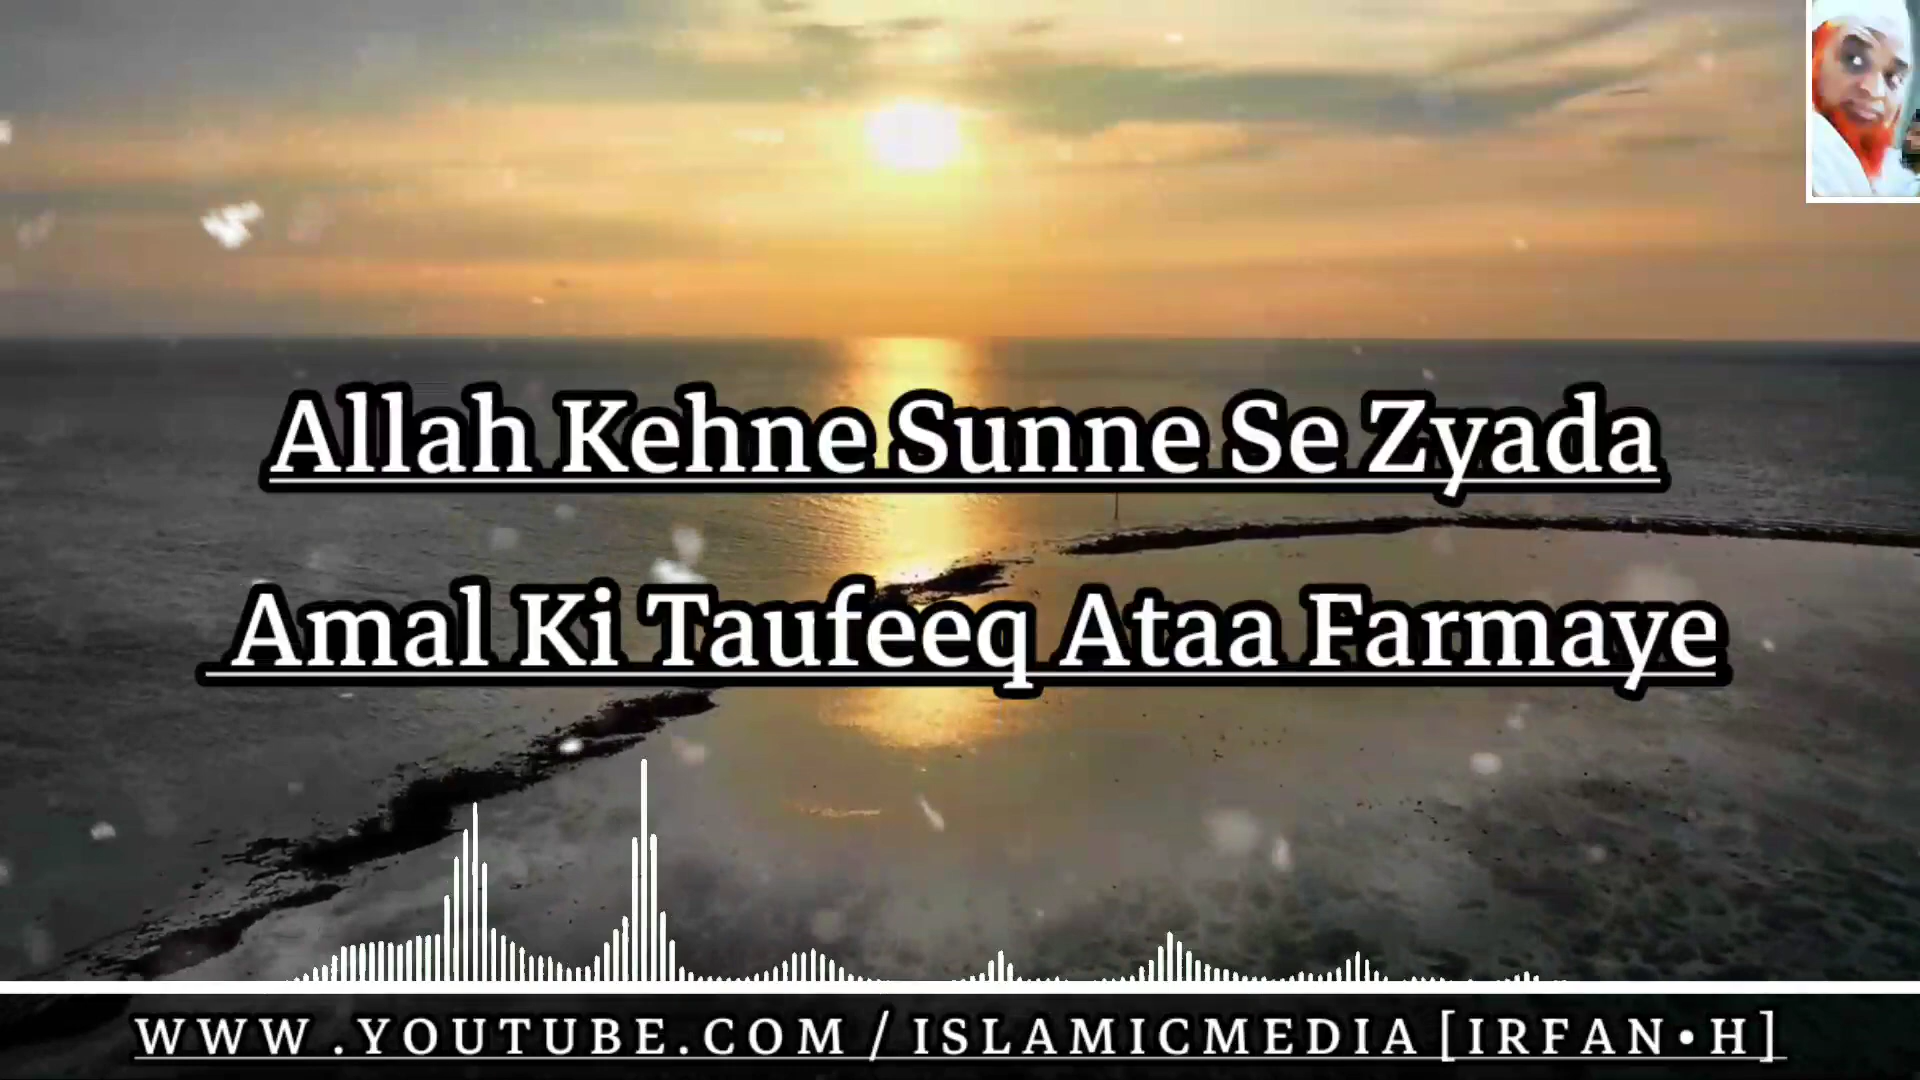 Allah Kehne Sunne Se Zyada
Amal Ki Taufeeq Ataa Farmaye
WWW .YOUTUBE.COM / ISLAMICMEDIA [IRFAN•H]